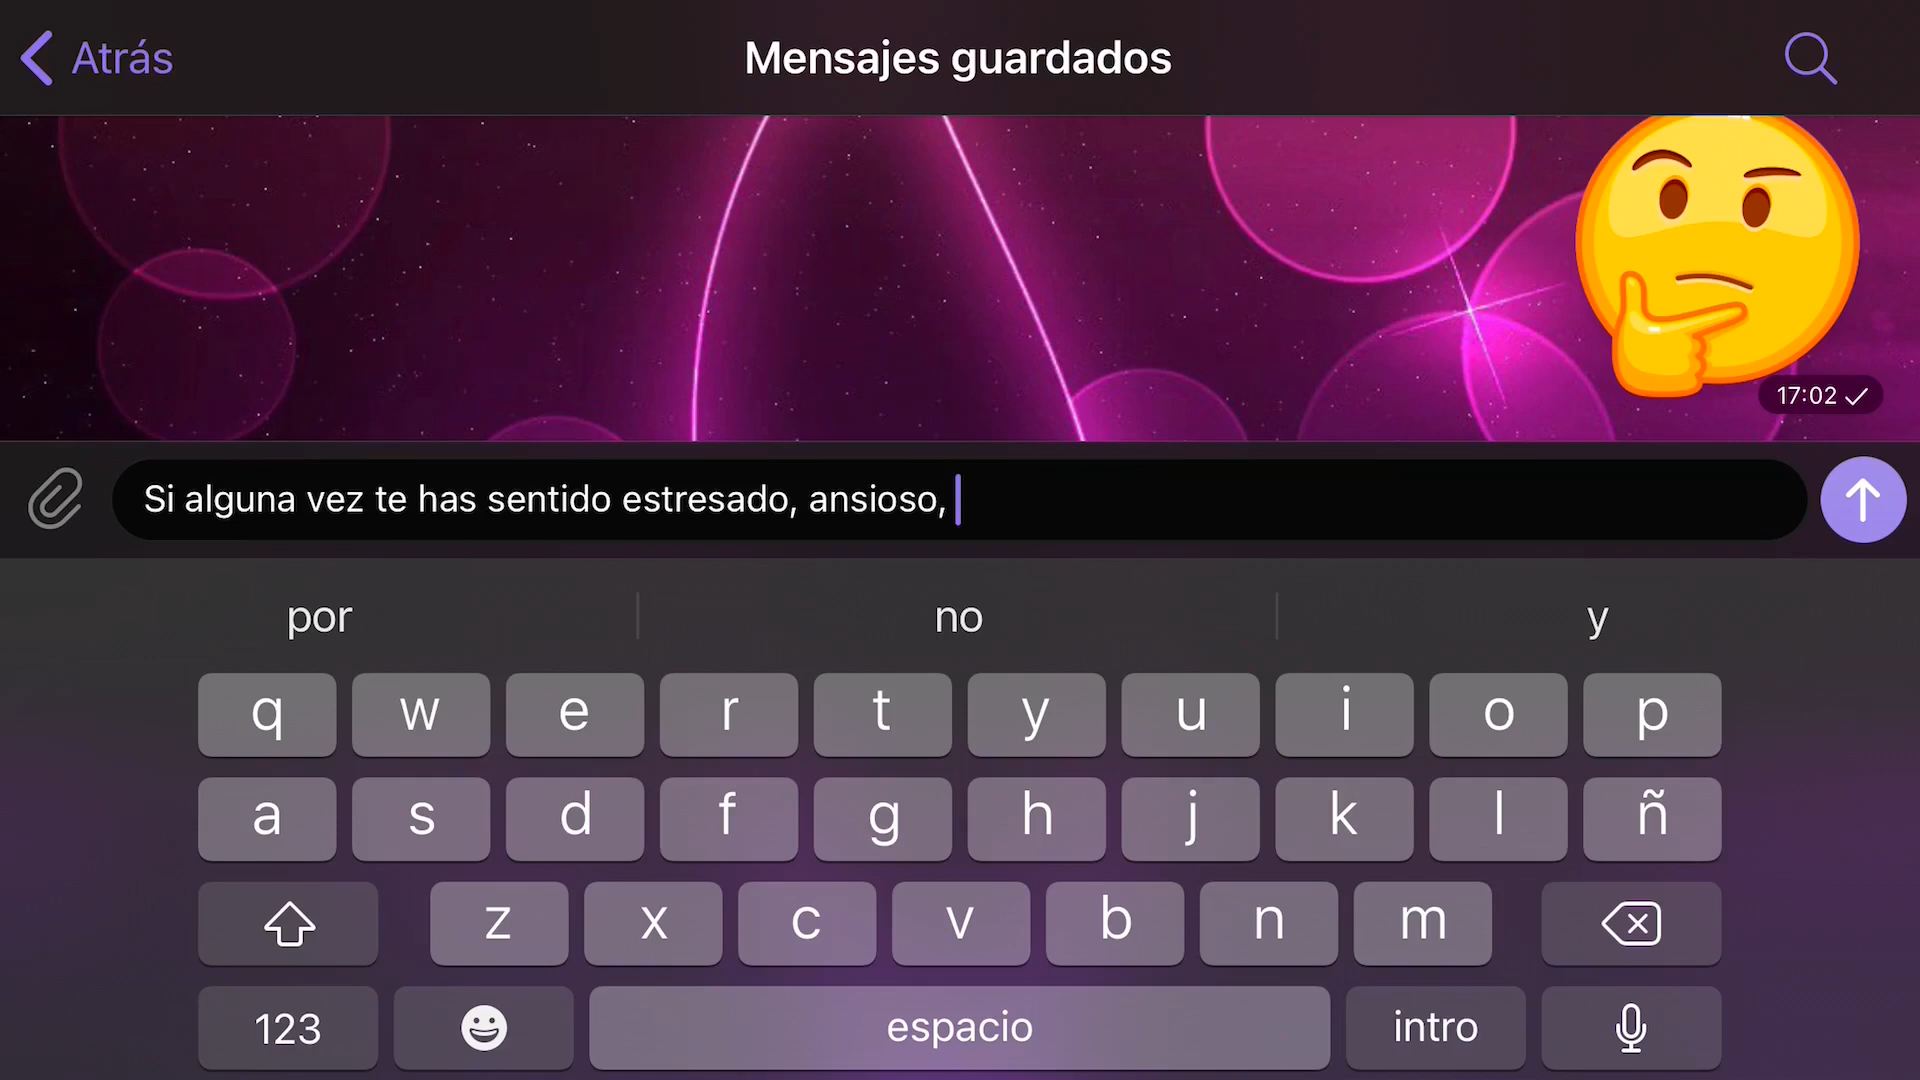 Atrás
Mensajes guardados
17:02
Si alguna vez te has sentido estresado, ansioso,
por no y
q w e r t y u i o p
a s d f g h j k l ñ
z x c v b n m
123 espacio intro